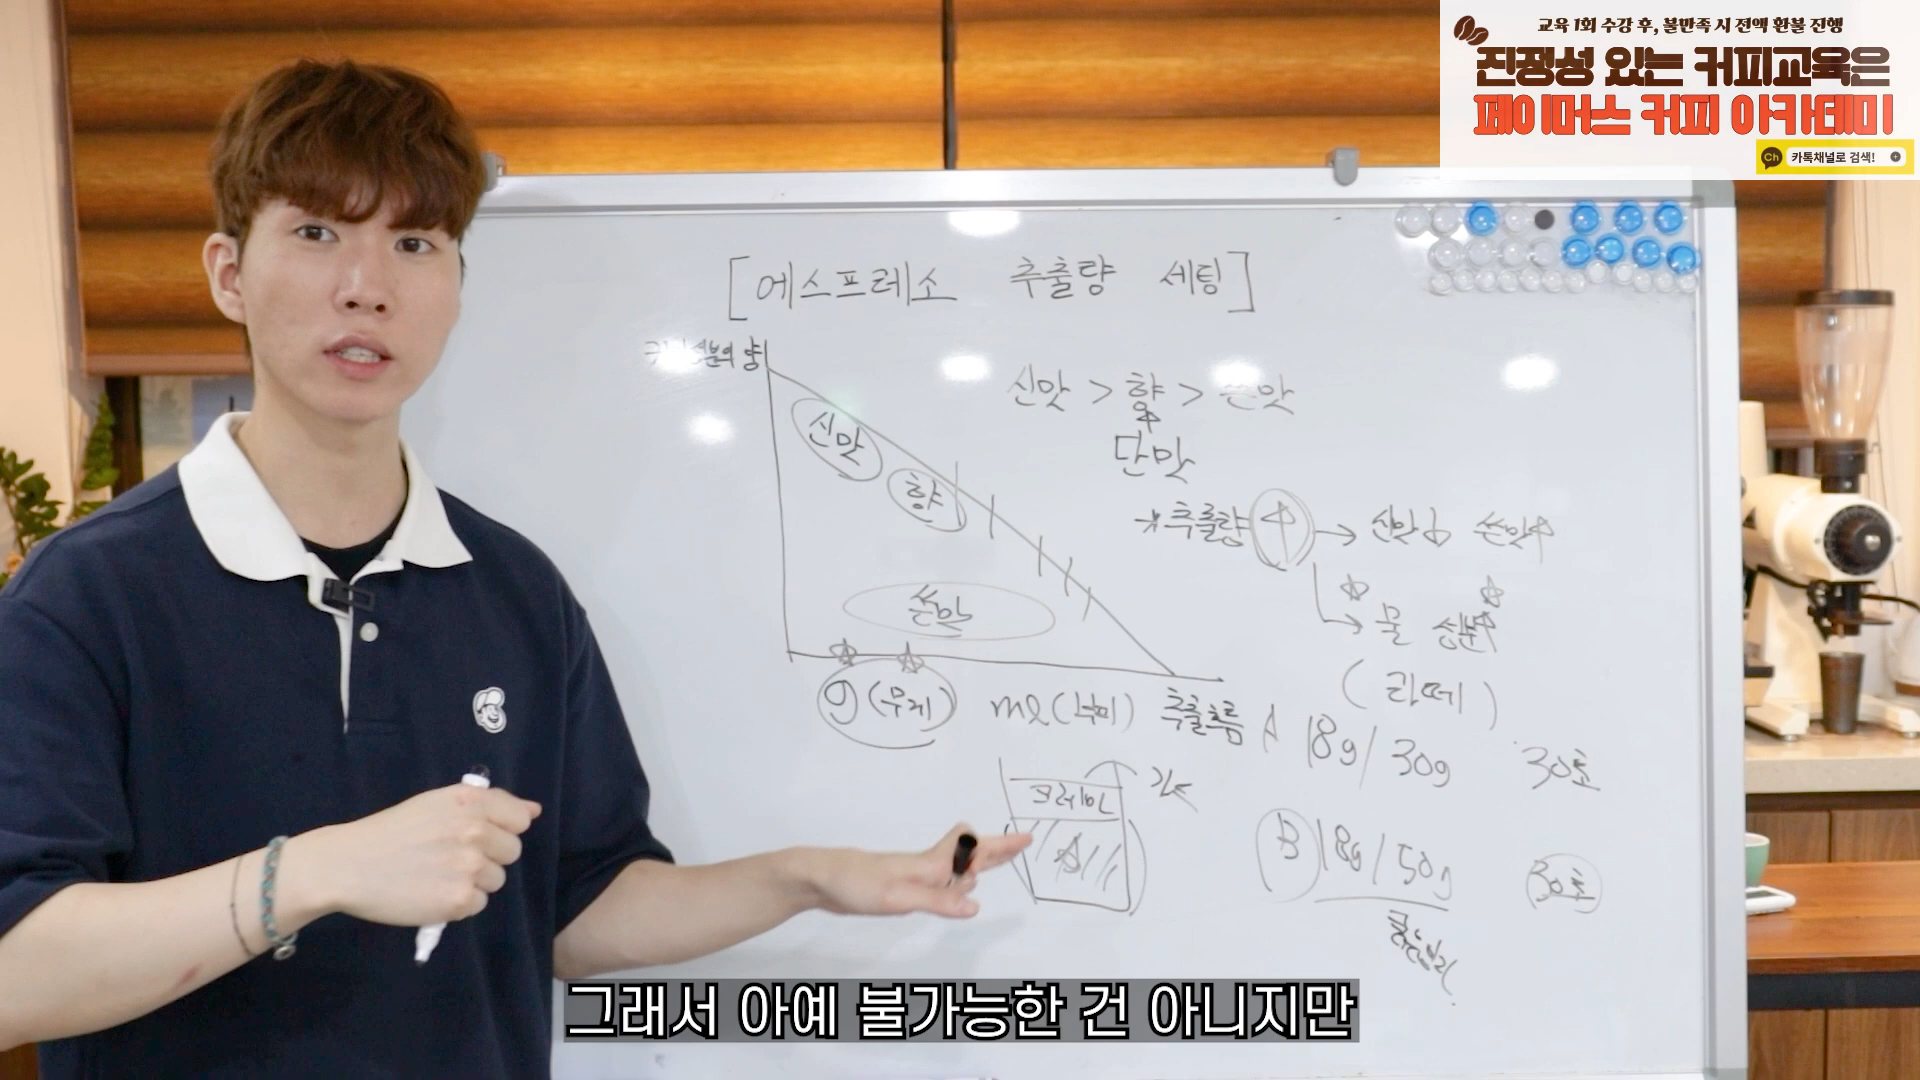 교육 1회 수강 후, 불만족 시 전액 환불 진행
진정성 있는 커피교육은
페이머스 커피 아카데미
Ch 카톡채널로 검색!
[에스프레소 추출량 세팅]
성분의 양
신맛 > 향 > 쓴맛
단맛
신맛
향
쓴맛
*추출량 ↑ → 신맛↓ 쓴맛↑
→ 물 성분↑
(라떼)
g(무게) ml(부피) 추출흐름
A 18g/30g 30초
크레마
B 18g/50g 30초
그래서 아예 불가능한 건 아니지만